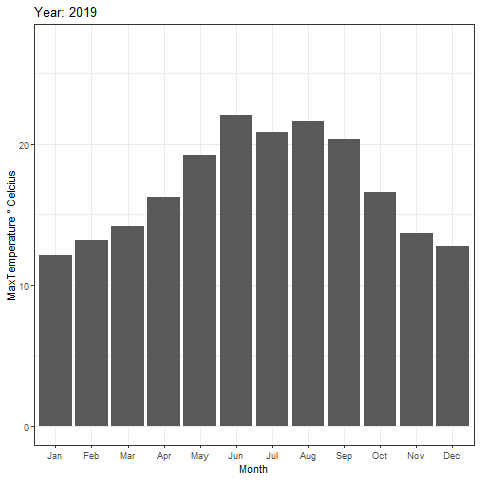 Year: 2019
MaxTemperature " Celcius
20
10
0
Jan Feb Mar Apr May Jun Jul Aug Sep Oct Nov Dec
Month